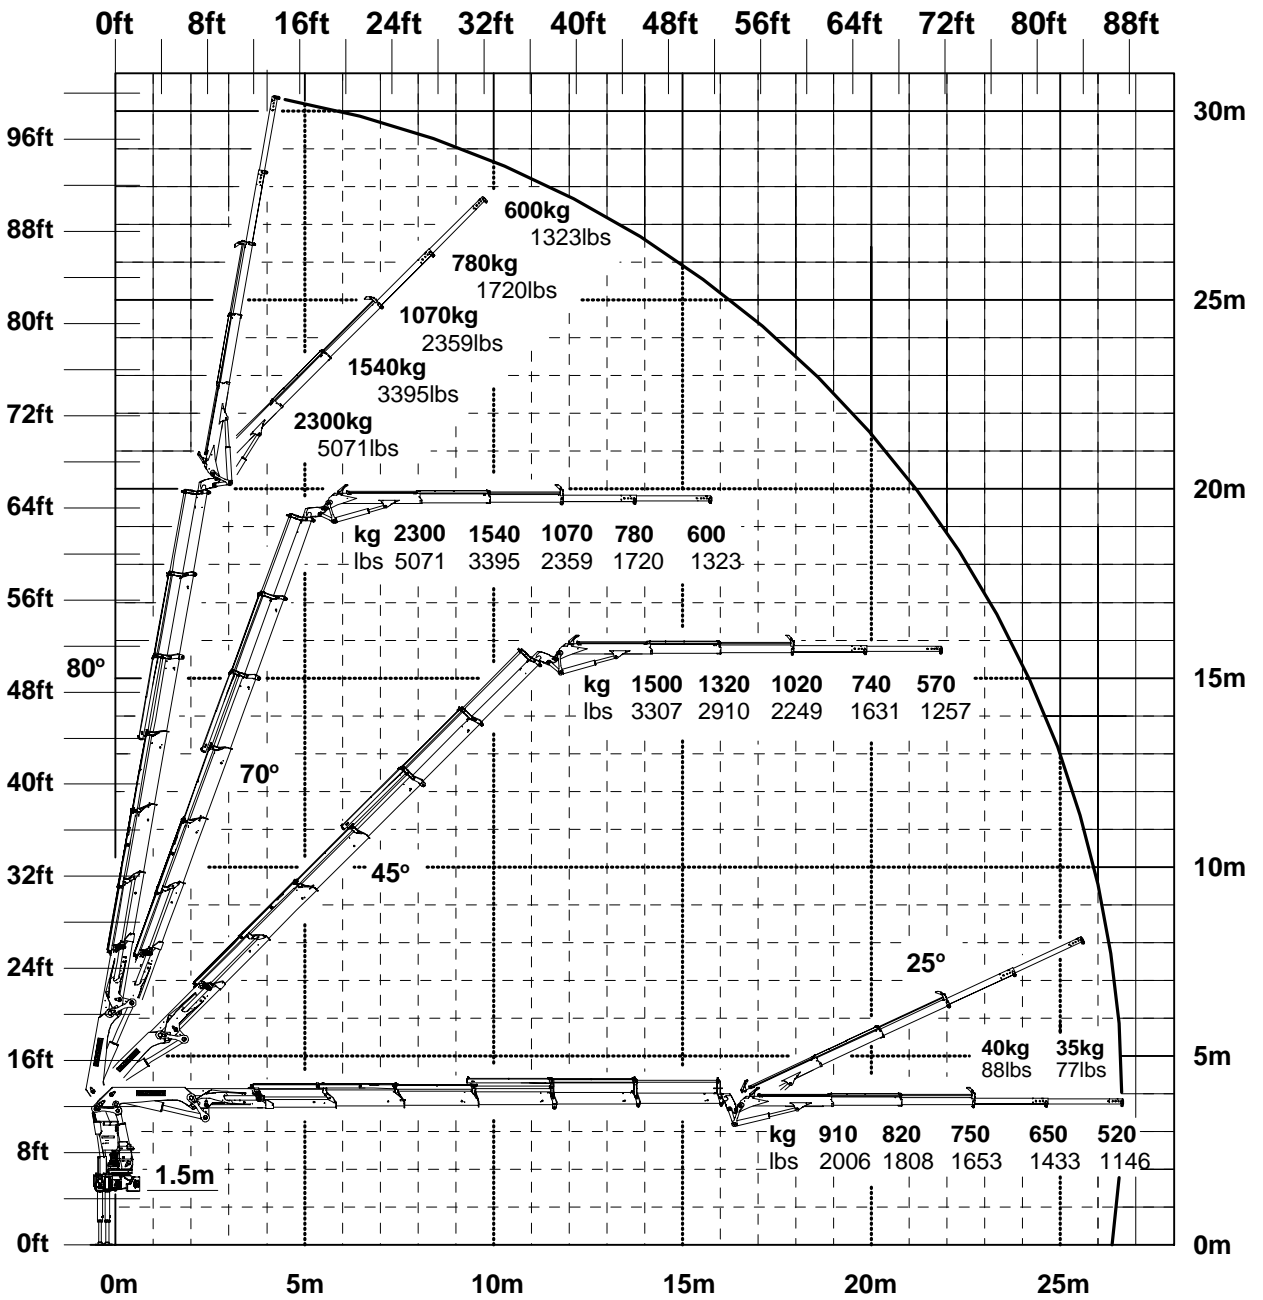 0ft 8ft 16ft 24ft 32ft 40ft 48ft 56ft 64ft 72ft 80ft 88ft
30m
96ft
600kg
1323lbs
88ft
780kg
1720lbs
25m
1070kg
80ft
2359lbs
1540kg
3395lbs
72ft
2300kg
5071lbs
20m
64ft
kg 2300 1540 1070 780 600
lbs 5071 3395 2359 1720 1323
56ft
80º
15m
kg 1500 1320 1020 740 570
48ft
lbs 3307 2910 2249 1631 1257
70º
40ft
10m
45º
32ft
25º
24ft
40kg 35kg
88lbs 77lbs
16ft
5m
kg 910 820 750 650 520
8ft
lbs 2006 1808 1653 1433 1146
1.5m
0ft
0m
0m 5m 10m 15m 20m 25m